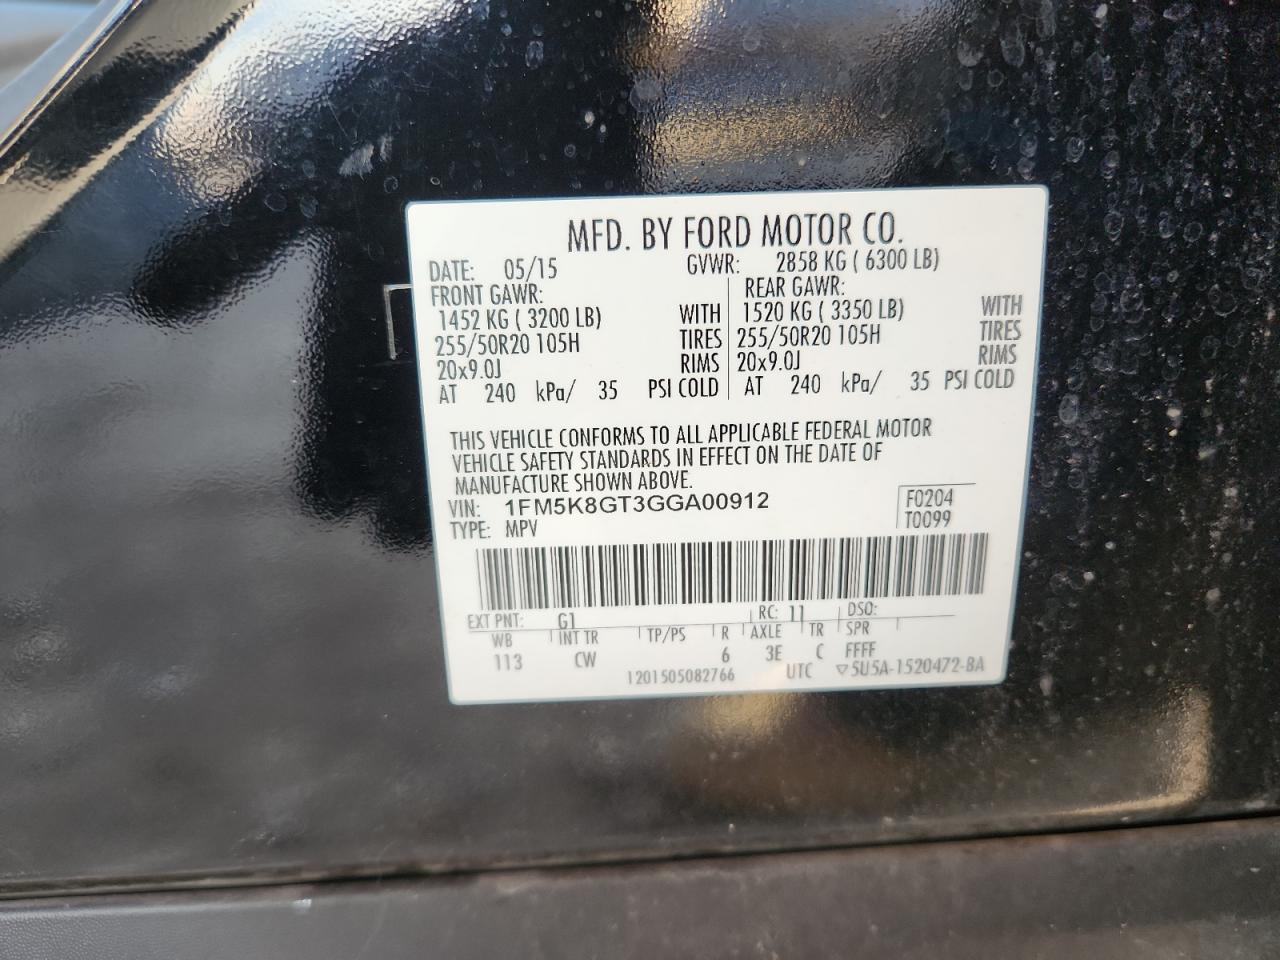 MFD. BY FORD MOTOR CO.
DATE: 05/15 GVWR: 2858 KG ( 6300 LB)
FRONT GAWR: REAR GAWR:
1452 KG ( 3200 LB) WITH 1520 KG ( 3350 LB) WITH
255/50R20 105H TIRES 255/50R20 105H TIRES
20x9.0J RIMS 20x9.0J RIMS
AT 240 kPa/ 35 PSI COLD AT 240 kPa/ 35 PSI COLD
THIS VEHICLE CONFORMS TO ALL APPLICABLE FEDERAL MOTOR
VEHICLE SAFETY STANDARDS IN EFFECT ON THE DATE OF
MANUFACTURE SHOWN ABOVE.
VIN: 1FM5K8GT3GGA00912 F0204
TYPE: MPV T0099
EXT PNT: G1 RC: 11 DSO:
WB INT TR TP/PS R AXLE TR SPR
113 CW 6 3E C FFFF
1201505082766 UTC ▽5U5A-1520472-BA